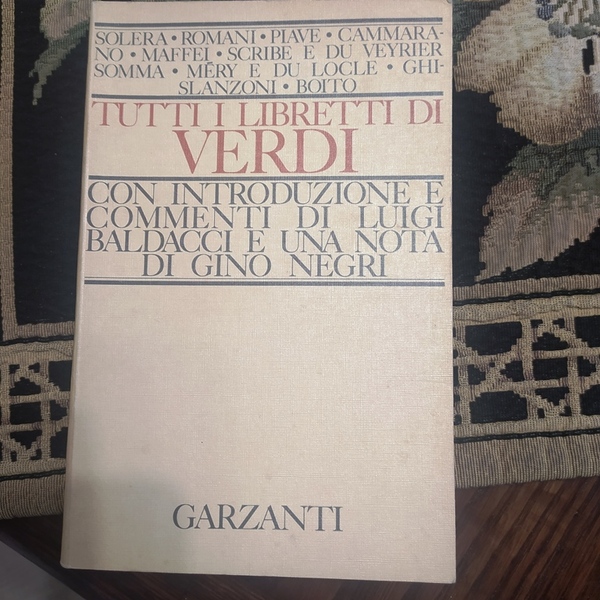 SOLERA • ROMANI • PIAVE • CAMMARA-
NO • MAFFEI • SCRIBE E DU VEYRIER
SOMMA • MÉRY E DU LOCLE • GHI-
SLANZONI • BOITO
TUTTI I LIBRETTI DI
VERDI
CON INTRODUZIONE E
COMMENTI DI LUIGI
BALDACCI E UNA NOTA
DI GINO NEGRI
GARZANTI